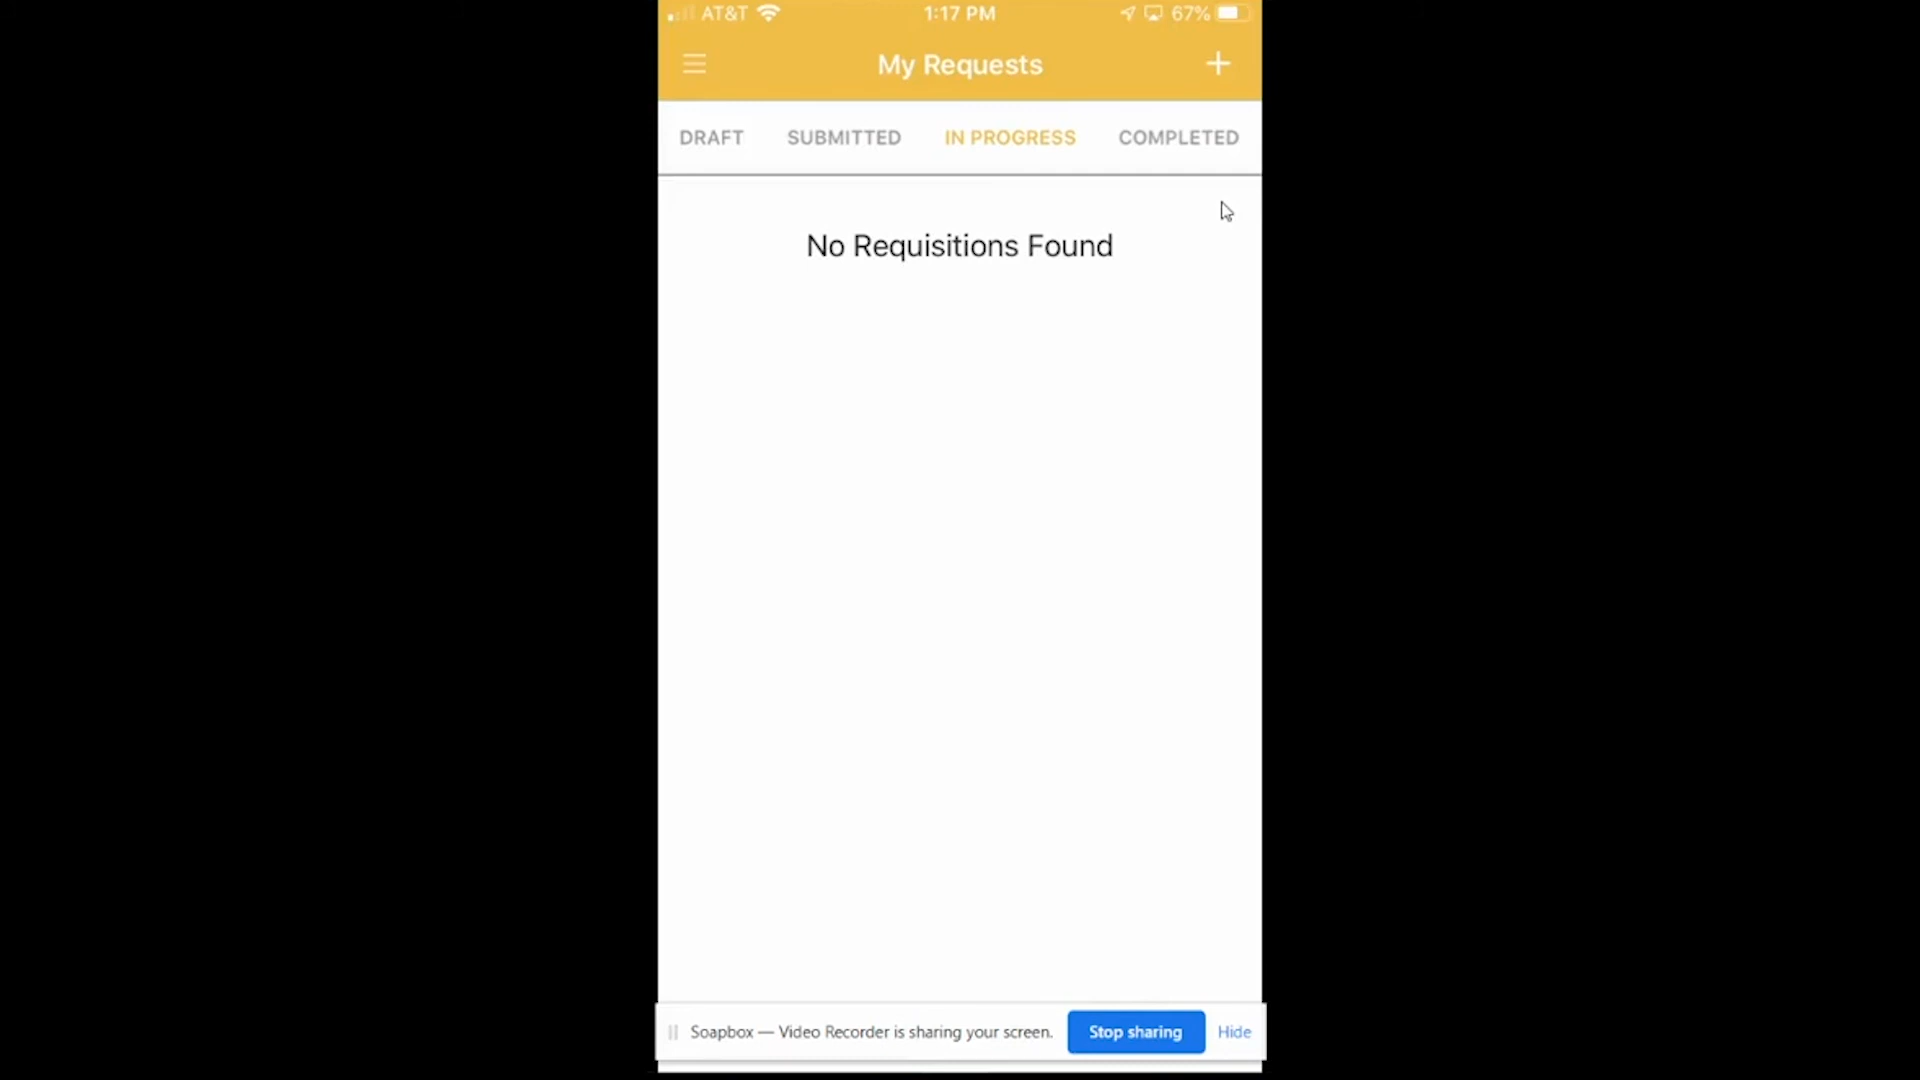 AT&T 1:17 PM 67%
My Requests
DRAFT SUBMITTED IN PROGRESS COMPLETED
No Requisitions Found
Soapbox — Video Recorder is sharing your screen. Stop sharing Hide